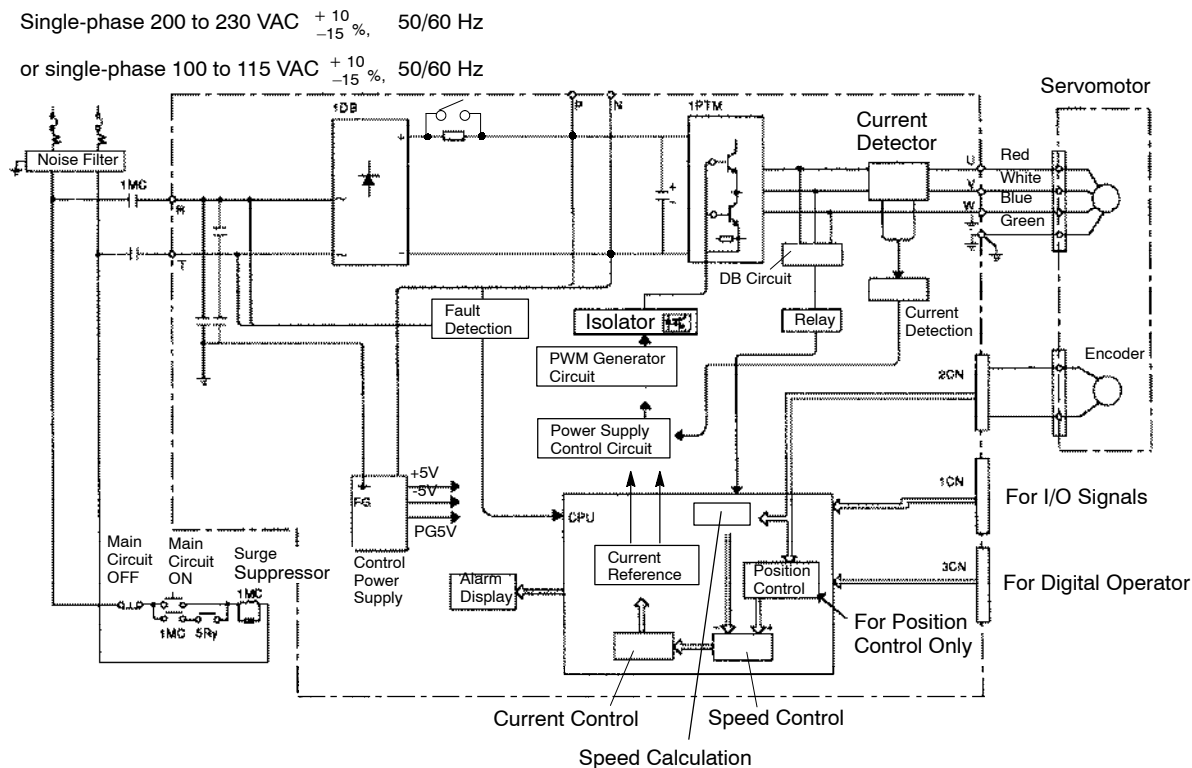 Single-phase 200 to 230 VAC +10 −15 %, 50/60 Hz
or single-phase 100 to 115 VAC +10 −15 %, 50/60 Hz
Servomotor
1DB
P
N
1PTM
Current
Detector
Noise Filter
1MC
R
T
U
V
W
Red
White
Blue
Green
DB Circuit
Fault
Detection
Isolator
Relay
Current
Detection
PWM Generator
Circuit
2CN
Encoder
Power Supply
Control Circuit
+5V
-5V
PG5V
FG
Control
Power
Supply
1CN
For I/O Signals
CPU
Main
Circuit
OFF
Main
Circuit
ON
Surge
Suppressor
1MC
1MC
5Ry
Alarm
Display
Current
Reference
Position
Control
3CN
For Digital Operator
For Position
Control Only
Current Control
Speed Control
Speed Calculation